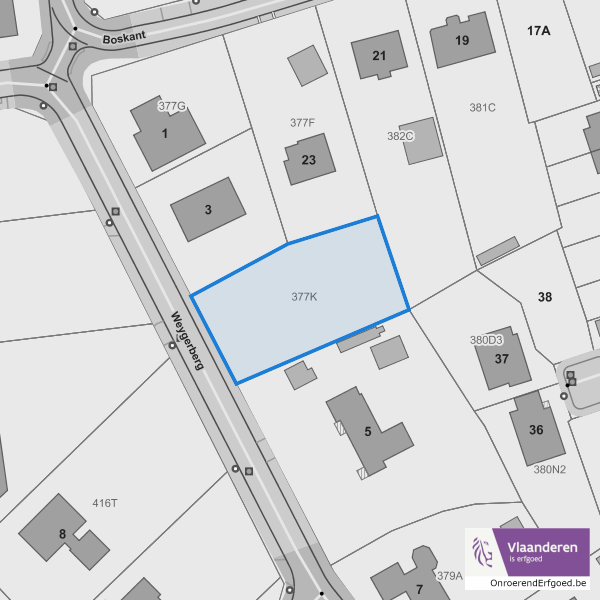 Boskant
17A
19
21
377G
381C
377F
1
382C
23
3
377K
38
Weygerberg
380D3
37
5
36
380N2
416T
8
379A
7
Vlaanderen
is erfgoed
OnroerendErfgoed.be